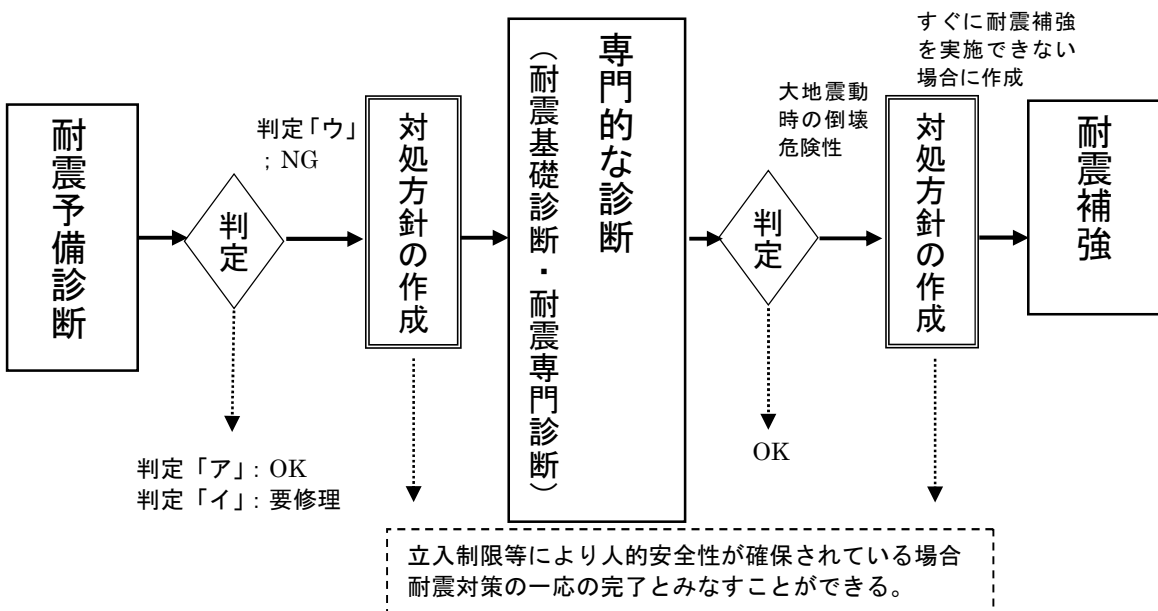 耐震予備診断
判定
判定「ウ」
; NG
判定「ア」: OK
判定「イ」: 要修理
対処方針の作成
専門的な診断
（耐震基礎診断・耐震専門診断）
判定
大地震動
時の倒壊
危険性
OK
すぐに耐震補強
を実施できない
場合に作成
対処方針の作成
耐震補強
立入制限等により人的安全性が確保されている場合
耐震対策の一応の完了とみなすことができる。